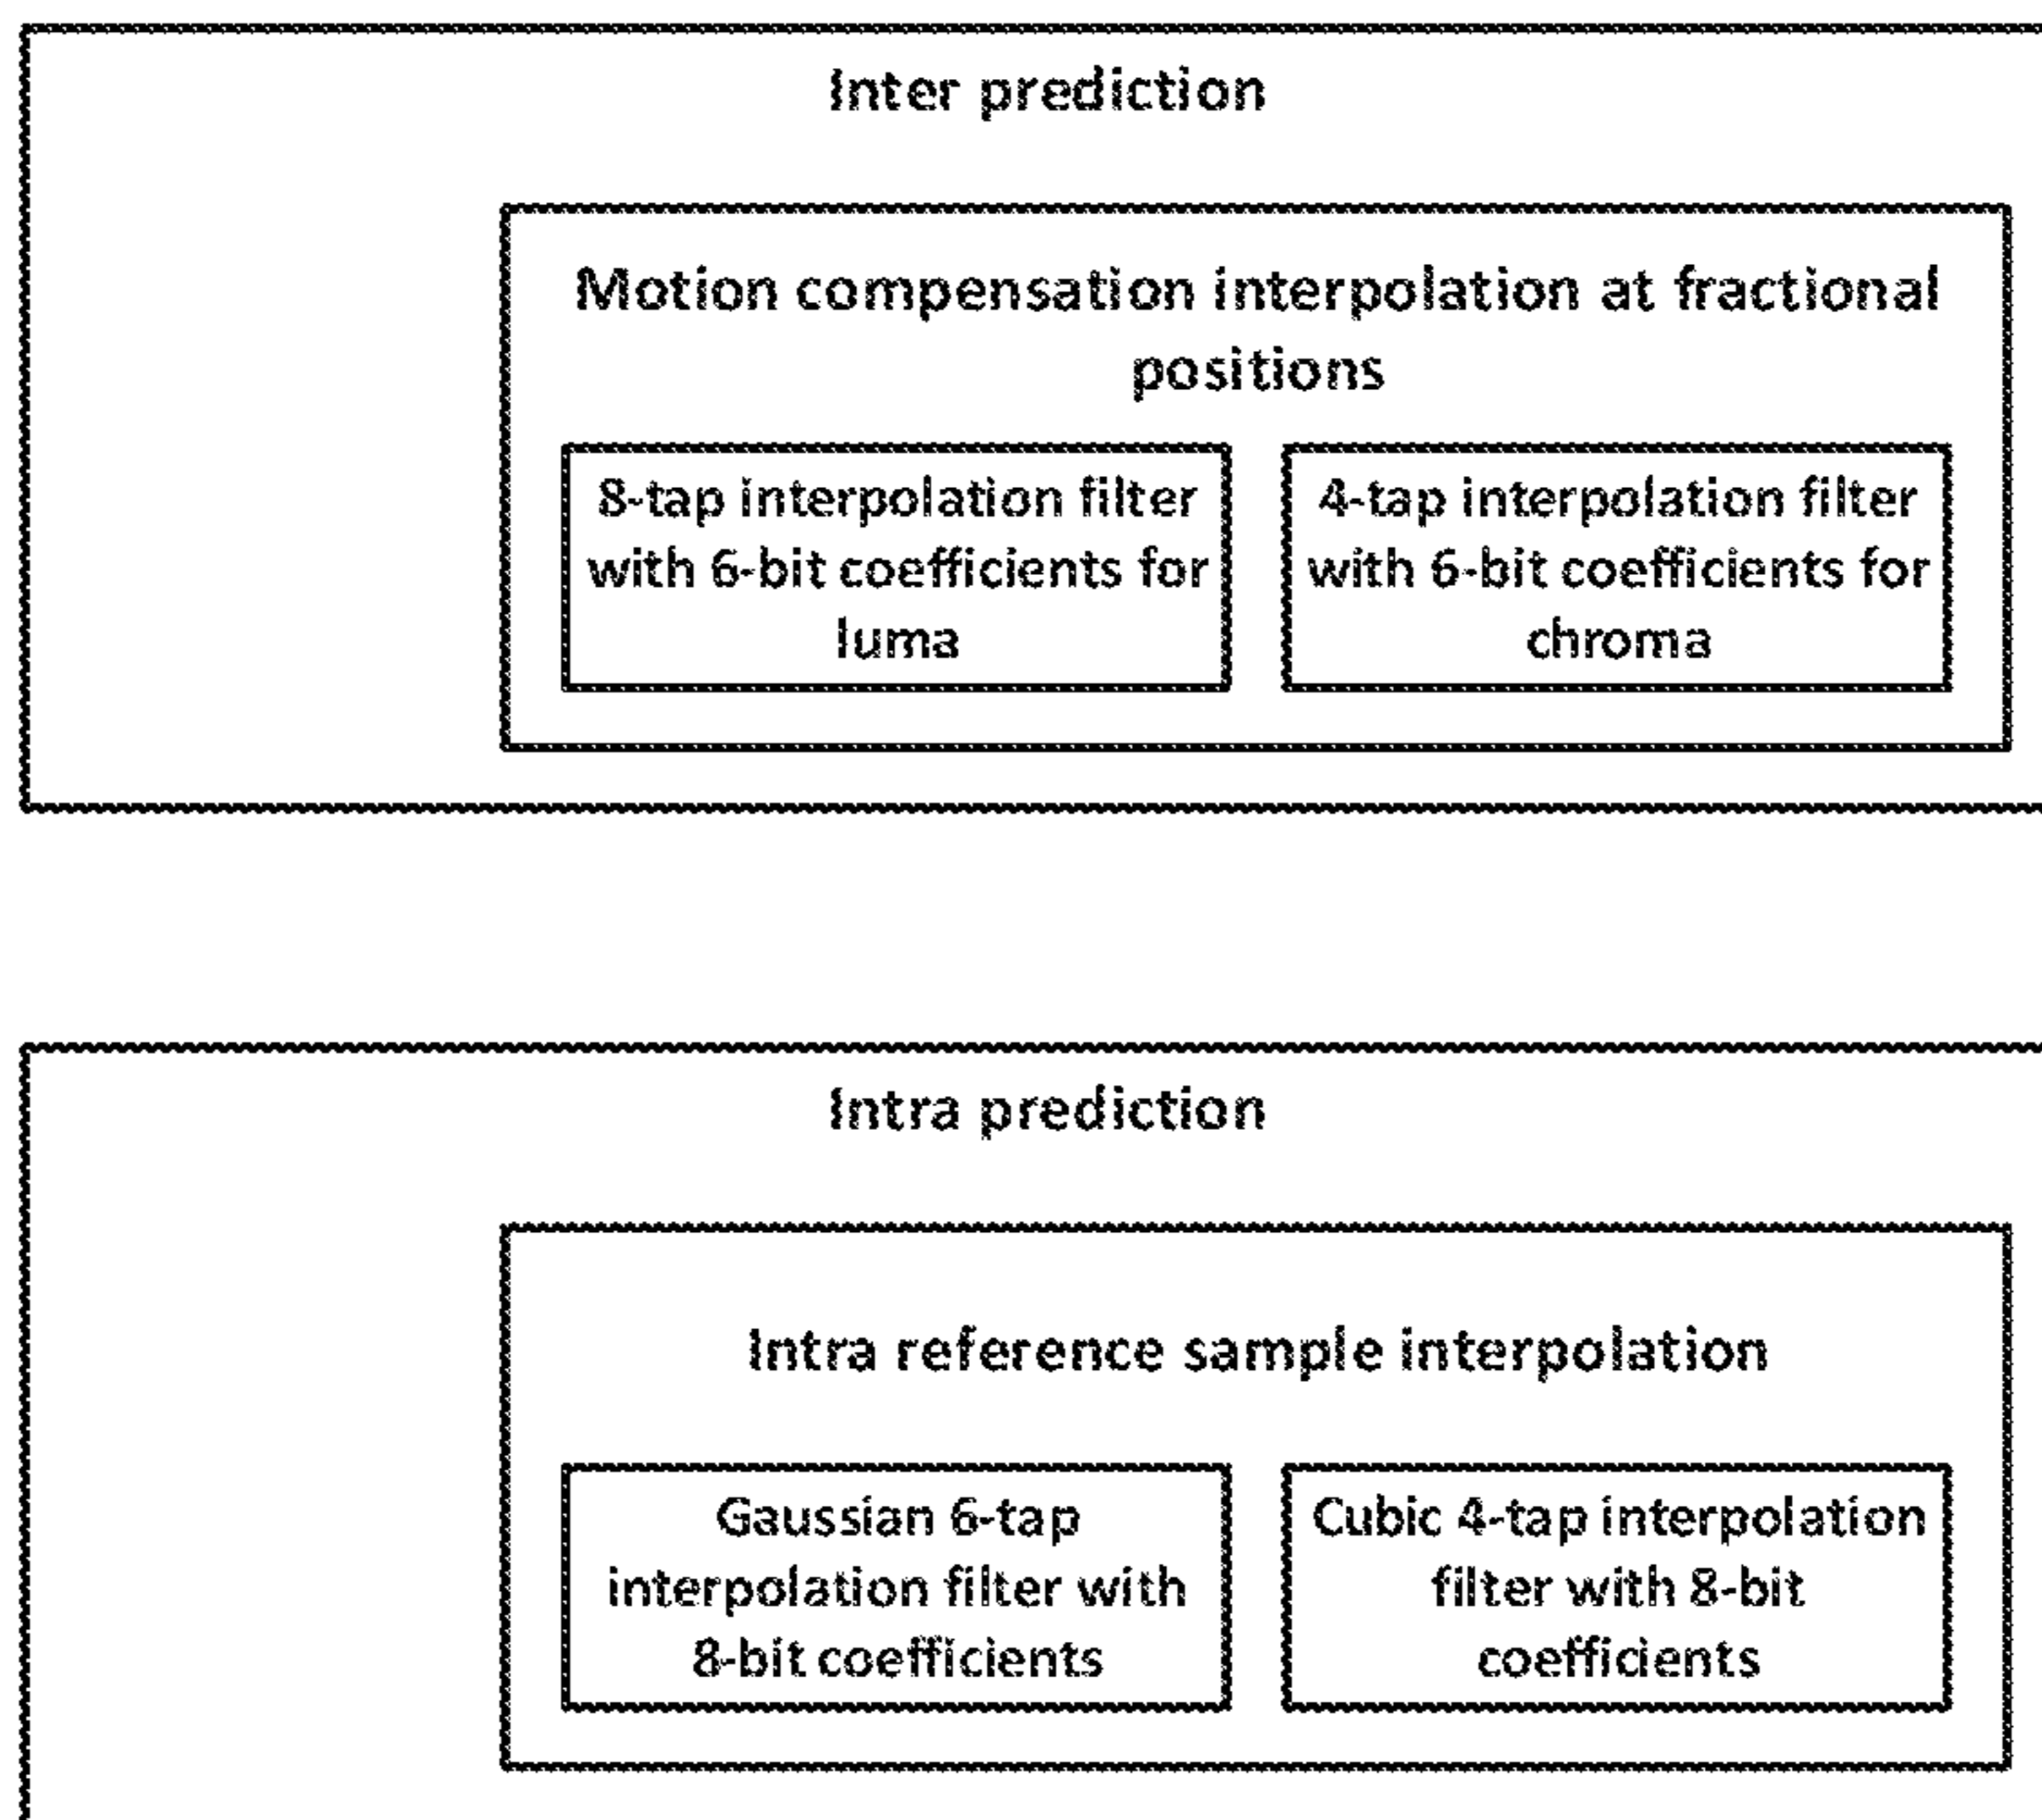 Inter prediction
Motion compensation interpolation at fractional
positions
8-tap interpolation filter
with 6-bit coefficients for
luma
4-tap interpolation filter
with 6-bit coefficients for
chroma
Intra prediction
Intra reference sample interpolation
Gaussian 6-tap
interpolation filter with
8-bit coefficients
Cubic 4-tap interpolation
filter with 8-bit
coefficients